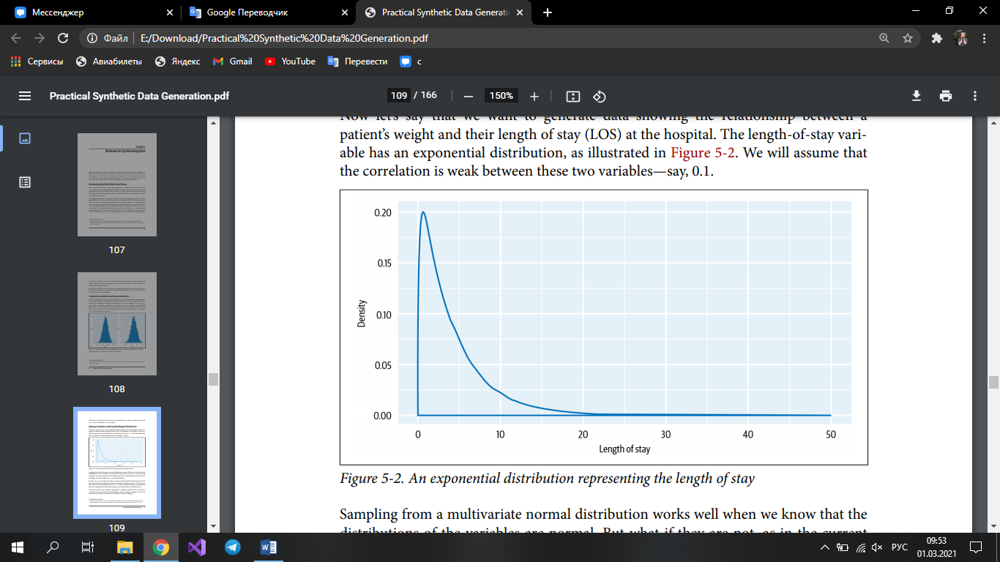 Мессенджер
Google Переводчик
Practical Synthetic Data Generati
Файл
E:/Download/Practical%20Synthetic%20Data%20Generation.pdf
Сервисы
Авиабилеты
Яндекс
Gmail
YouTube
Перевести
с
Practical Synthetic Data Generation.pdf
109 / 166
150%
107
108
109
Now let's say that we want to generate data showing the relationship between a
patient's weight and their length of stay (LOS) at the hospital. The length-of-stay vari-
able has an exponential distribution, as illustrated in Figure 5-2. We will assume that
the correlation is weak between these two variables—say, 0.1.
0.20
0.15
0.10
0.05
0.00
Density
0 10 20 30 40 50
Length of stay
Figure 5-2. An exponential distribution representing the length of stay
Sampling from a multivariate normal distribution works well when we know that the
distributions of the variables are normal. But what if they are not, as in the current
РУС
09:53
01.03.2021